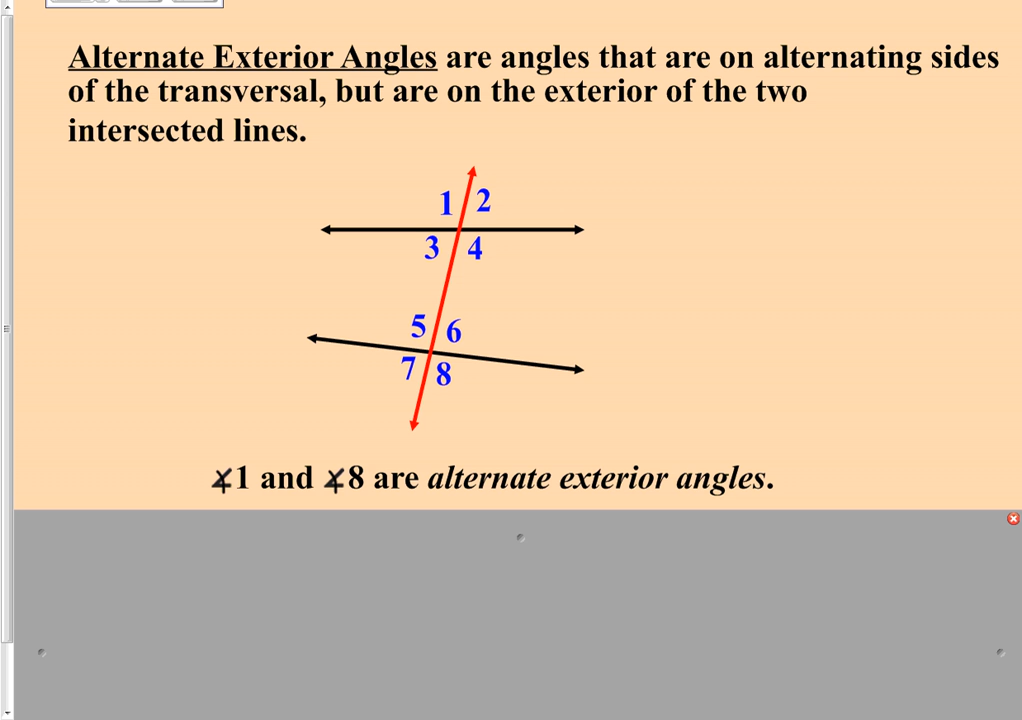 Alternate Exterior Angles are angles that are on alternating sides
of the transversal, but are on the exterior of the two
intersected lines.
1 2
3 4
5 6
7 8
∡1 and ∡8 are alternate exterior angles.